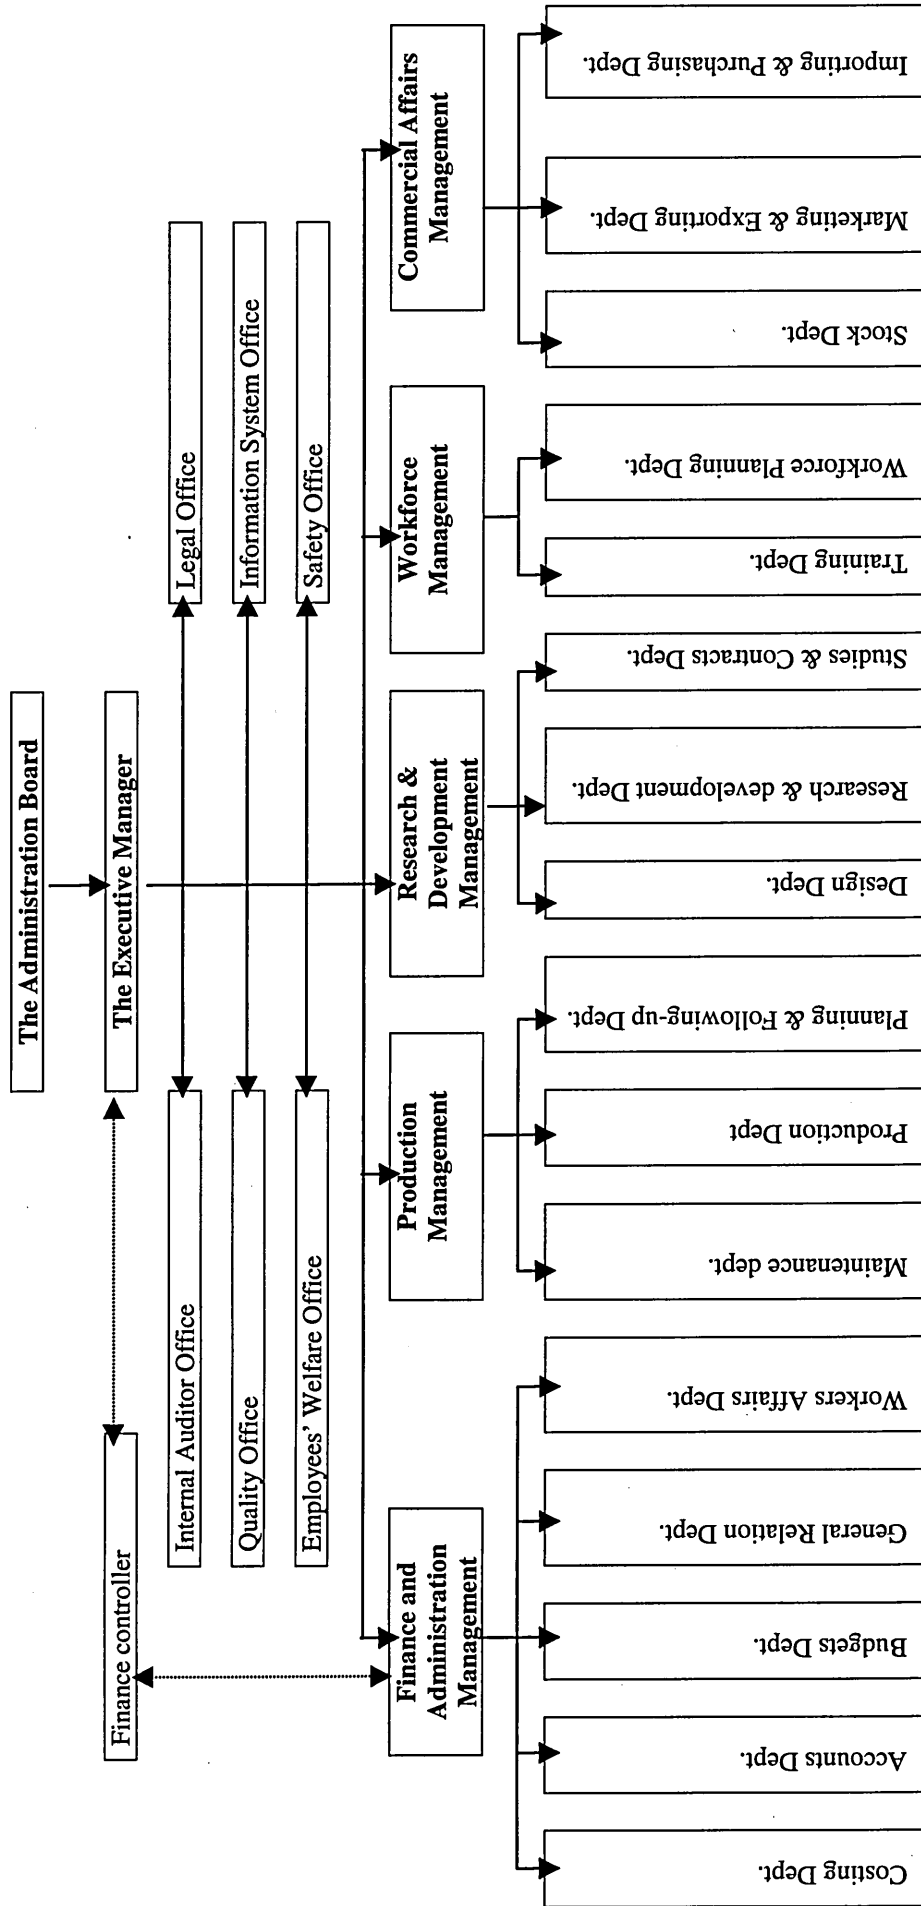 The Administration Board
The Executive Manager
Finance controller
Internal Auditor Office
Legal Office
Quality Office
Information System Office
Employees' Welfare Office
Safety Office
Finance and
Administration
Management
Production
Management
Research &
Development
Management
Workforce
Management
Commercial Affairs
Management
Costing Dept.
Accounts Dept.
Budgets Dept.
General Relation Dept.
Workers Affairs Dept.
Maintenance dept.
Production Dept
Planning & Following-up Dept.
Design Dept.
Research & development Dept.
Studies & Contracts Dept.
Training Dept.
Workforce Planning Dept.
Stock Dept.
Marketing & Exporting Dept.
Importing & Purchasing Dept.